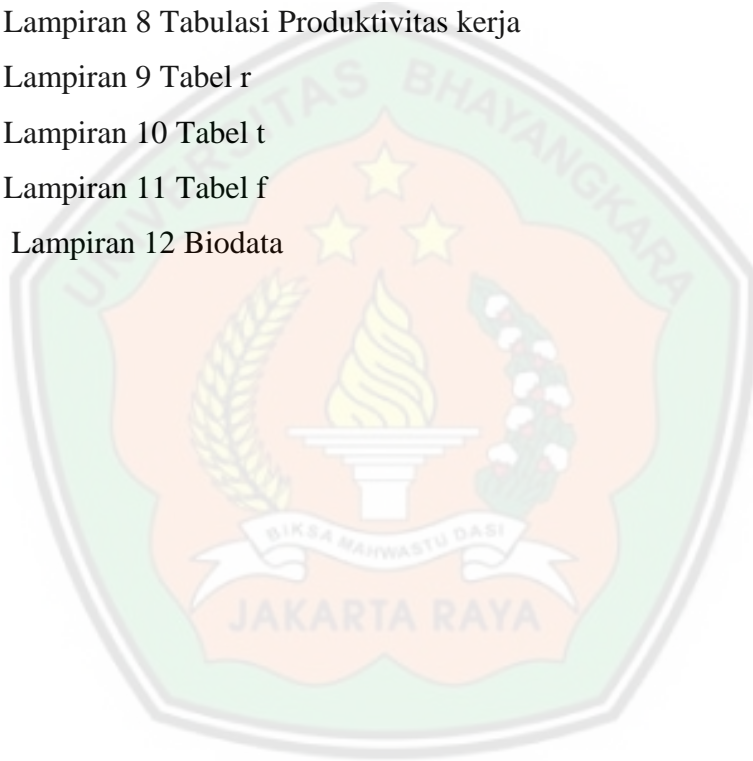 Lampiran 8 Tabulasi Produktivitas kerja
Lampiran 9 Tabel r
Lampiran 10 Tabel t
Lampiran 11 Tabel f
Lampiran 12 Biodata
UNIVERSITAS BHAYANGKARA
BIKSA MAHWASTU DASI
JAKARTA RAYA